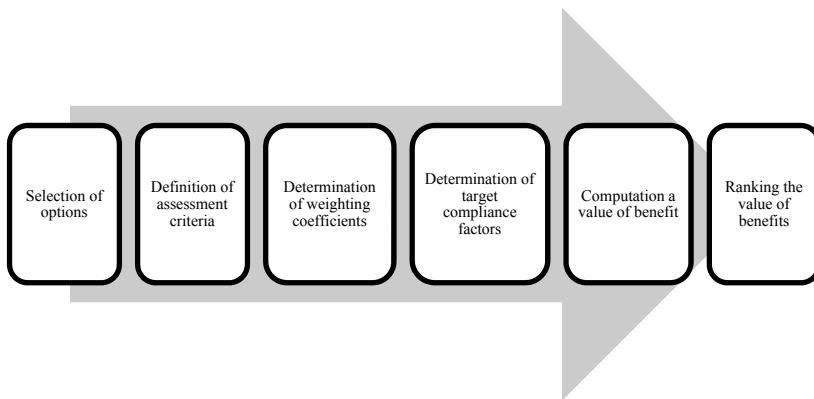 Selection of
options
Definition of
assessment
criteria
Determination
of weighting
coefficients
Determination of
target
compliance
factors
Computation a
value of benefit
Ranking the
value of
benefits